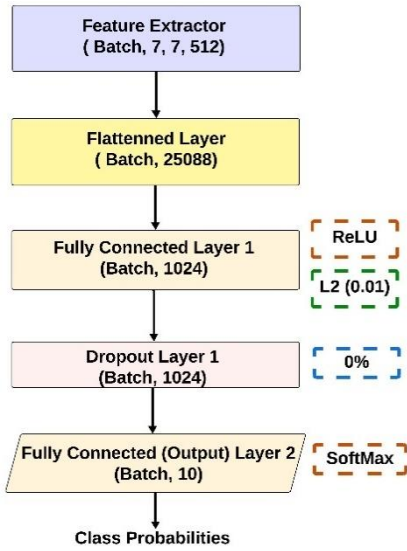 Feature Extractor
( Batch, 7, 7, 512)
Flattenned Layer
( Batch, 25088)
Fully Connected Layer 1
(Batch, 1024)
ReLU
L2 (0.01)
Dropout Layer 1
(Batch, 1024)
0%
Fully Connected (Output) Layer 2
(Batch, 10)
SoftMax
Class Probabilities